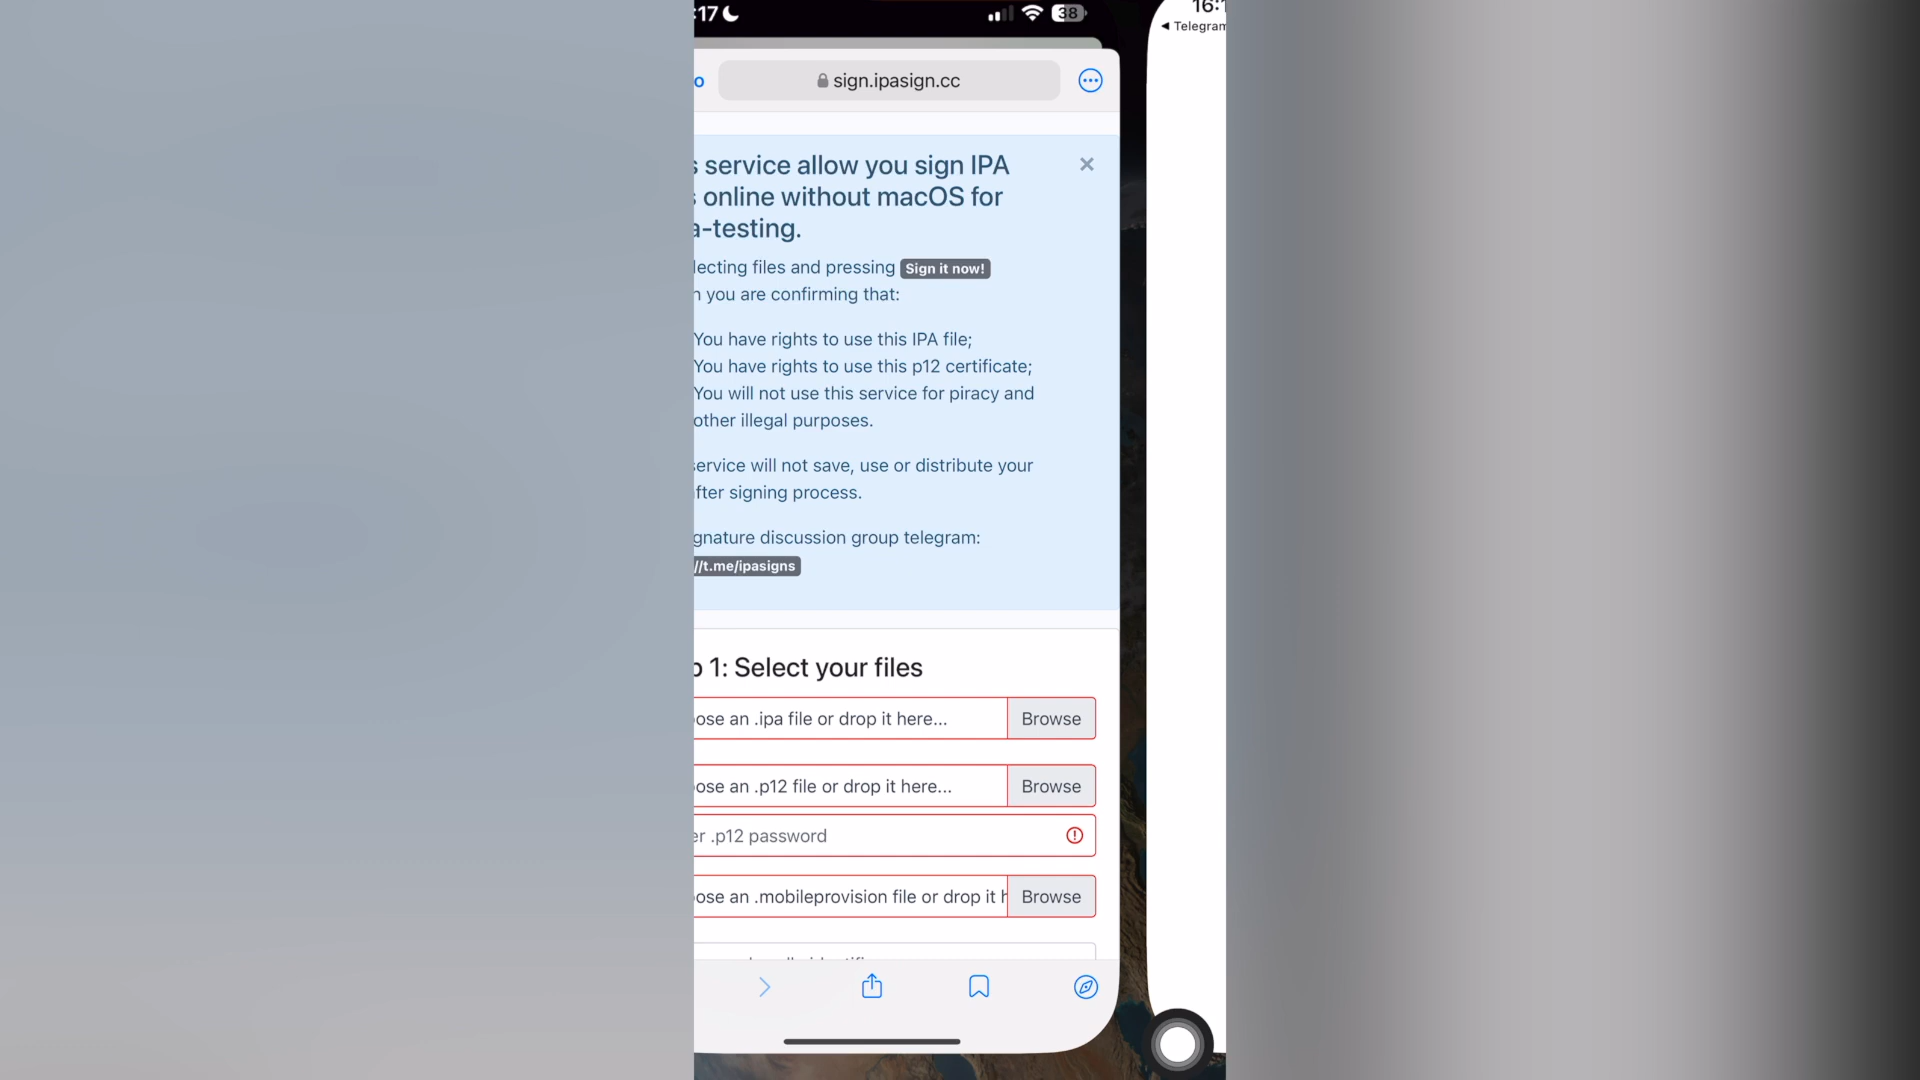 :17
38
16:1
◀ Telegram
o
sign.ipasign.cc
s service allow you sign IPA
s online without macOS for
a-testing.
lecting files and pressing Sign it now!
n you are confirming that:
You have rights to use this IPA file;
You have rights to use this p12 certificate;
You will not use this service for piracy and
other illegal purposes.
service will not save, use or distribute your
fter signing process.
gnature discussion group telegram:
//t.me/ipasigns
p 1: Select your files
ose an .ipa file or drop it here...
Browse
ose an .p12 file or drop it here...
Browse
er .p12 password
ose an .mobileprovision file or drop it h
Browse